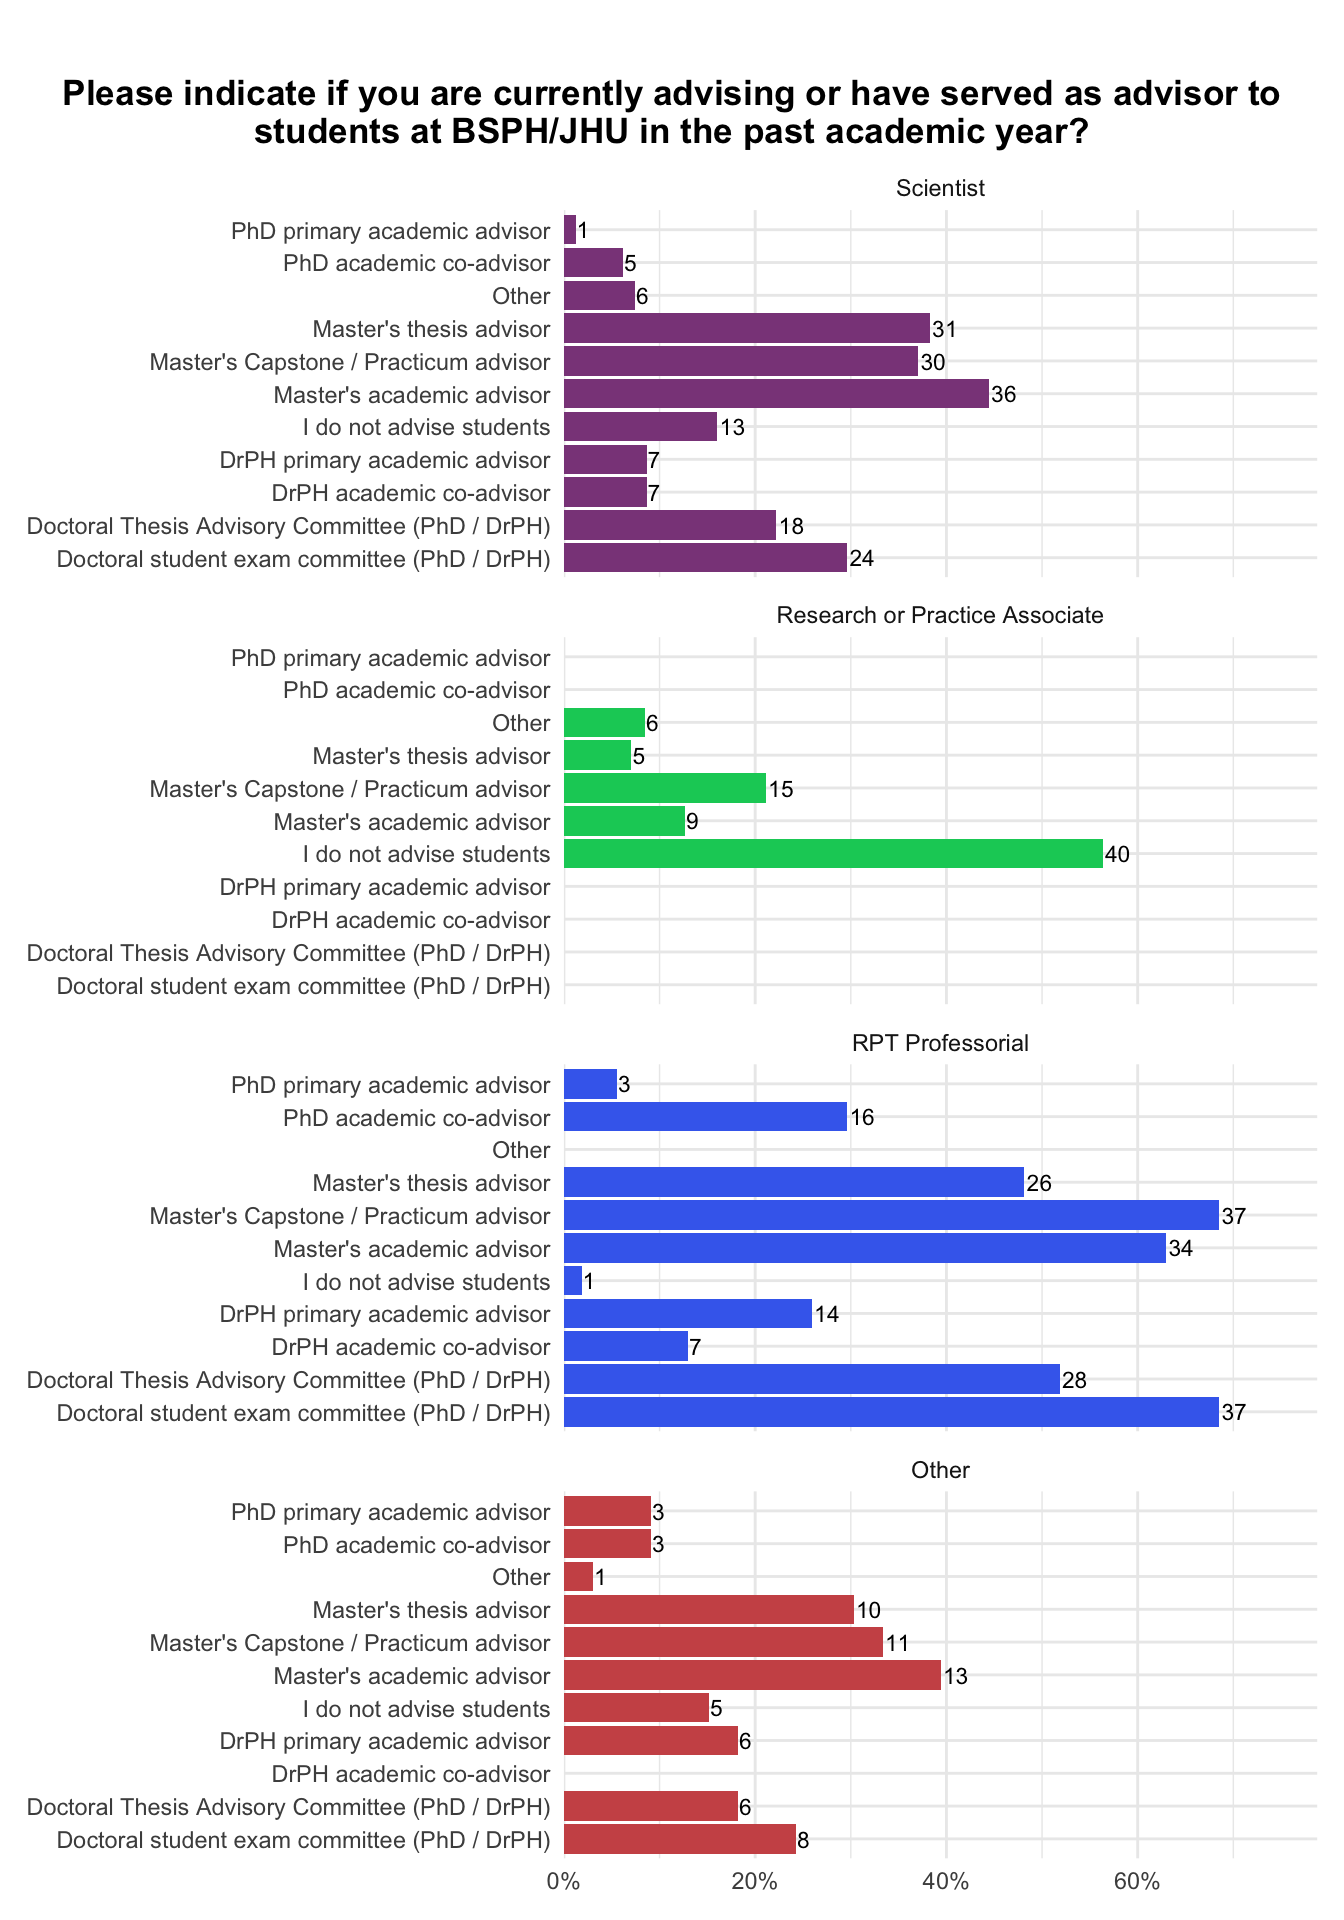 Please indicate if you are currently advising or have served as advisor to
students at BSPH/JHU in the past academic year?
Scientist
PhD primary academic advisor 1
PhD academic co-advisor 5
Other 6
Master's thesis advisor 31
Master's Capstone / Practicum advisor 30
Master's academic advisor 36
I do not advise students 13
DrPH primary academic advisor 7
DrPH academic co-advisor 7
Doctoral Thesis Advisory Committee (PhD / DrPH) 18
Doctoral student exam committee (PhD / DrPH) 24
Research or Practice Associate
PhD primary academic advisor
PhD academic co-advisor
Other 6
Master's thesis advisor 5
Master's Capstone / Practicum advisor 15
Master's academic advisor 9
I do not advise students 40
DrPH primary academic advisor
DrPH academic co-advisor
Doctoral Thesis Advisory Committee (PhD / DrPH)
Doctoral student exam committee (PhD / DrPH)
RPT Professorial
PhD primary academic advisor 3
PhD academic co-advisor 16
Other
Master's thesis advisor 26
Master's Capstone / Practicum advisor 37
Master's academic advisor 34
I do not advise students 1
DrPH primary academic advisor 14
DrPH academic co-advisor 7
Doctoral Thesis Advisory Committee (PhD / DrPH) 28
Doctoral student exam committee (PhD / DrPH) 37
Other
PhD primary academic advisor 3
PhD academic co-advisor 3
Other 1
Master's thesis advisor 10
Master's Capstone / Practicum advisor 11
Master's academic advisor 13
I do not advise students 5
DrPH primary academic advisor 6
DrPH academic co-advisor
Doctoral Thesis Advisory Committee (PhD / DrPH) 6
Doctoral student exam committee (PhD / DrPH) 8
0% 20% 40% 60%